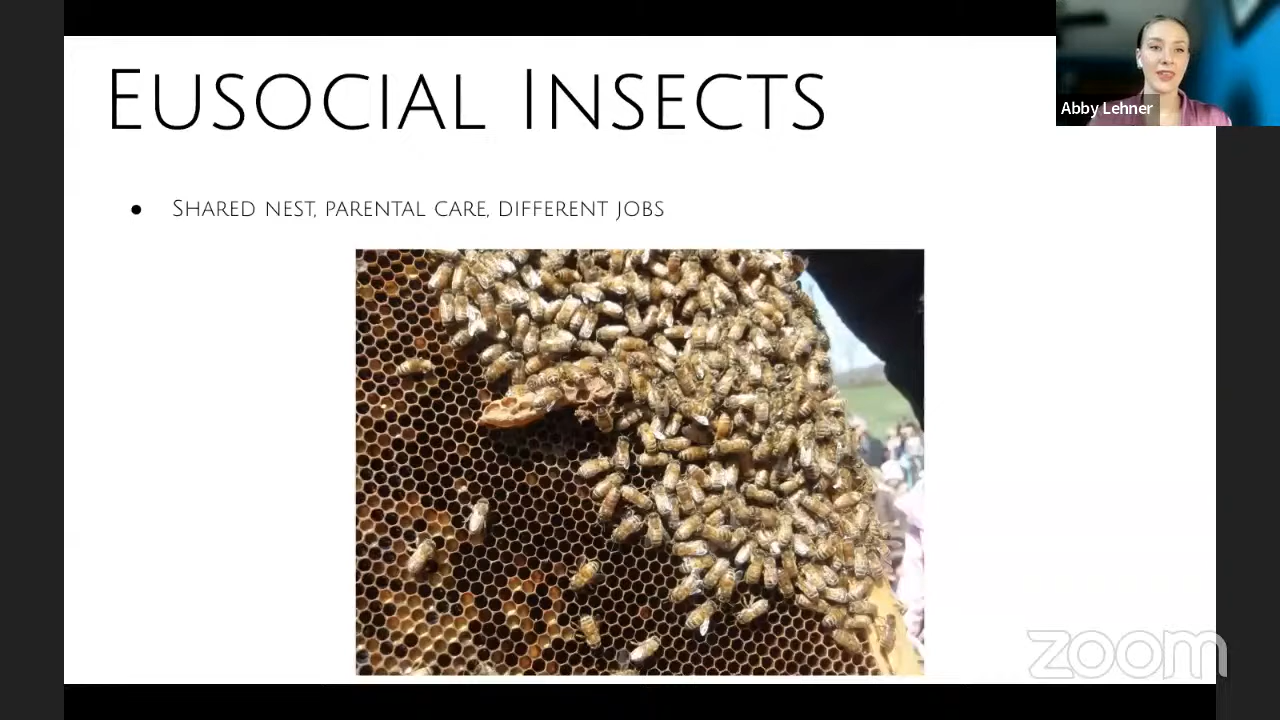 EUSOCIAL INSECTS
Abby Lehner
● SHARED NEST, PARENTAL CARE, DIFFERENT JOBS
zoom